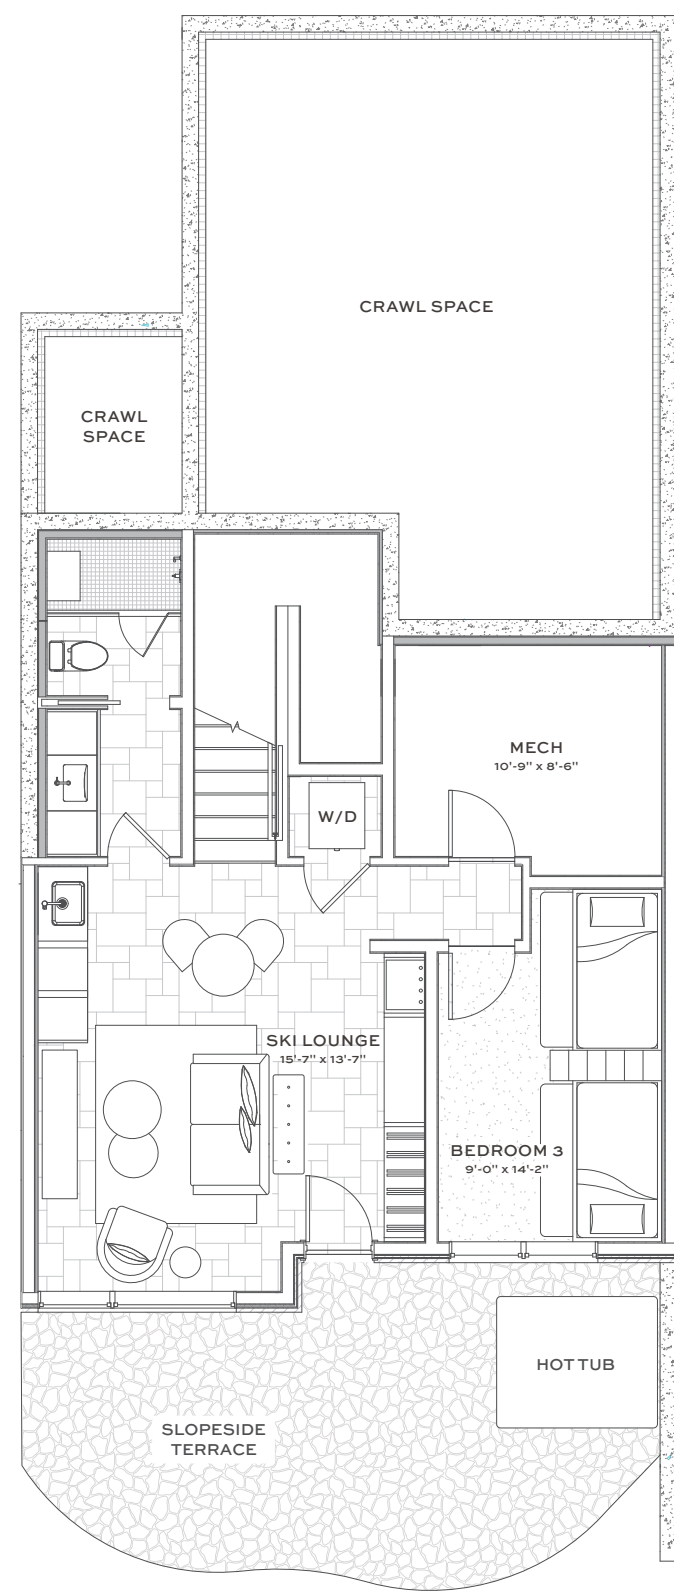 CRAWL SPACE
CRAWL
SPACE
MECH
10'-9" x 8'-6"
W/D
SKI LOUNGE
15'-7" x 13'-7"
BEDROOM 3
9'-0" x 14'-2"
HOT TUB
SLOPESIDE
TERRACE